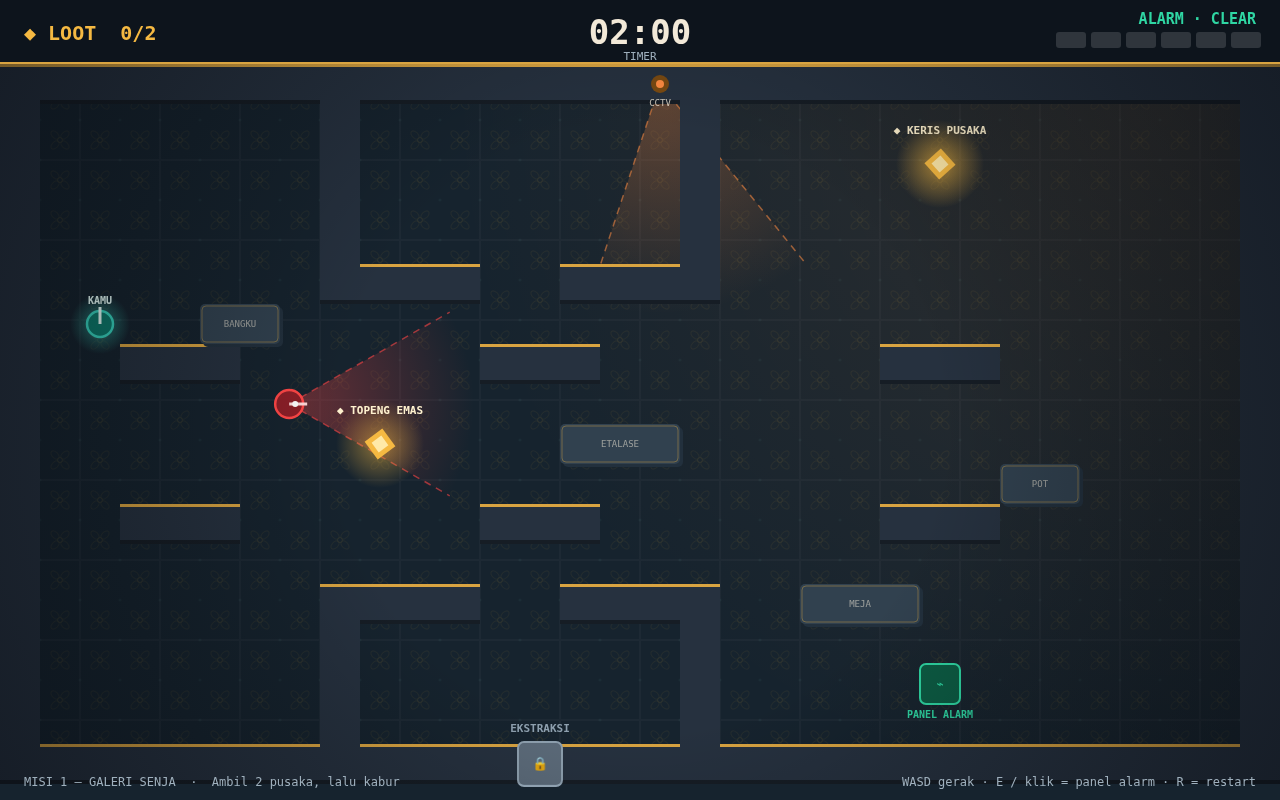 ◆ LOOT 0/2
02:00
TIMER
ALARM · CLEAR
CCTV
◆ KERIS PUSAKA
KAMU
BANGKU
◆ TOPENG EMAS
ETALASE
POT
MEJA
PANEL ALARM
EKSTRAKSI
MISI 1 — GALERI SENJA · Ambil 2 pusaka, lalu kabur
WASD gerak · E / klik = panel alarm · R = restart